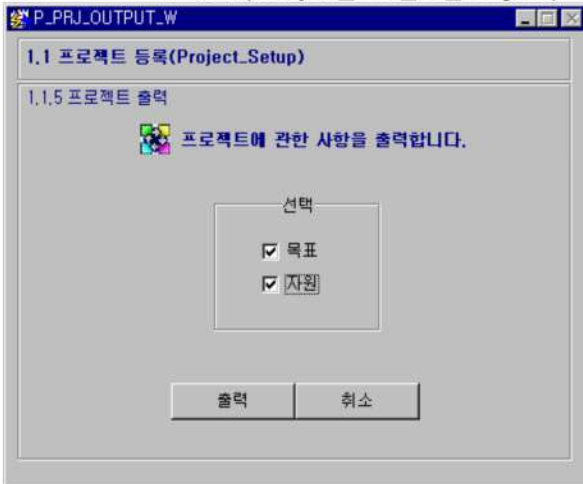 P_PRJ_OUTPUT_W
1.1 프로젝트 등록(Project_Setup)
1.1.5 프로젝트 출력
프로젝트에 관한 사항을 출력합니다.
선택
목표
자원
출력 취소